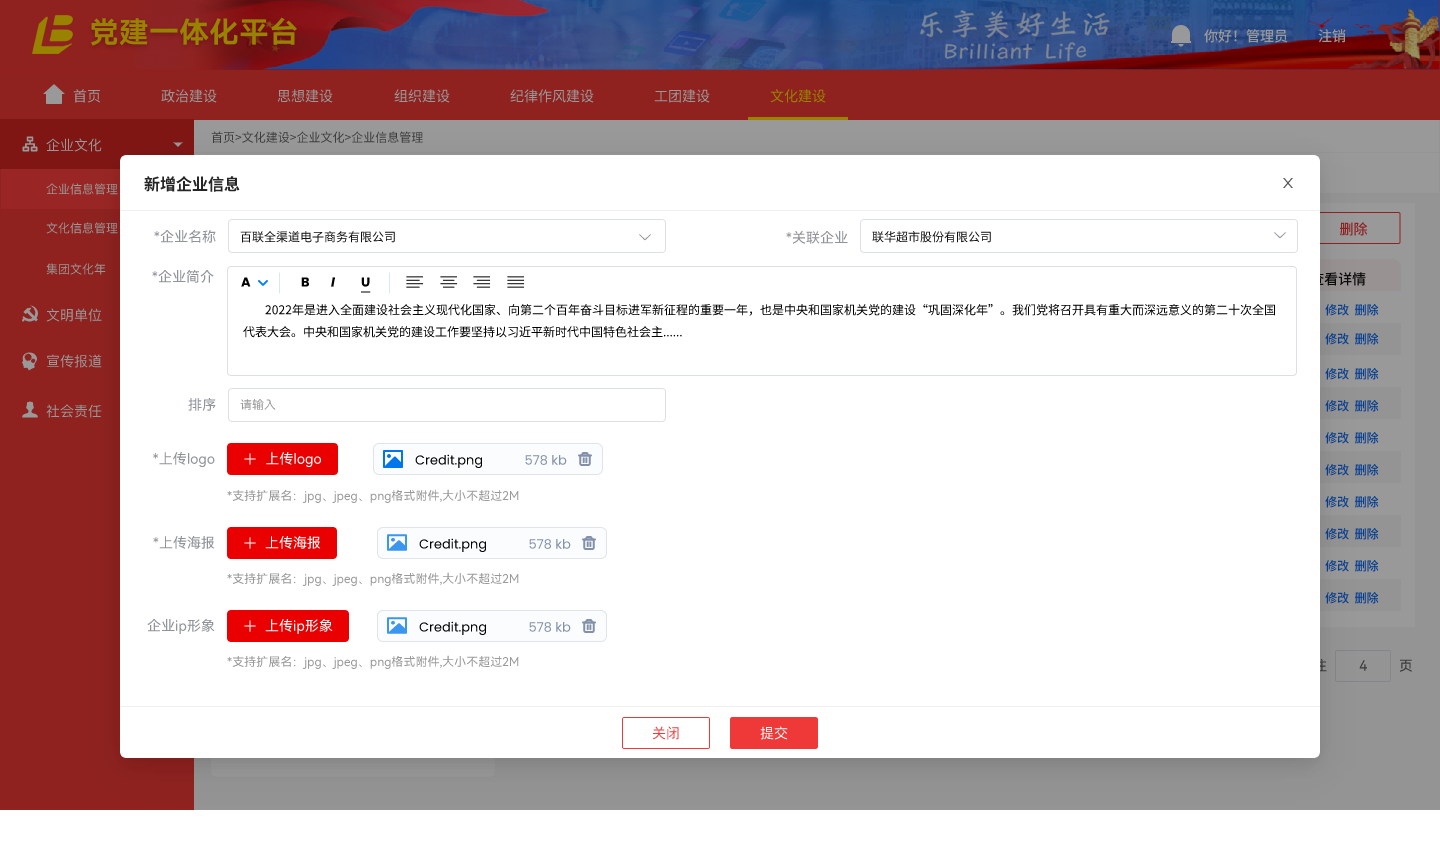 党建一体化平台
乐享美好生活
Brilliant Life
你好！管理员 注销
首页 政治建设 思想建设 组织建设 纪律作风建设 工团建设 文化建设
企业文化
首页>文化建设>企业文化>企业信息管理
企业信息管理
文化信息管理
集团文化年
文明单位
宣传报道
社会责任
新增企业信息
*企业名称 百联全渠道电子商务有限公司 *关联企业 联华超市股份有限公司
*企业简介
A B I U
2022年是进入全面建设社会主义现代化国家、向第二个百年奋斗目标进军新征程的重要一年，也是中央和国家机关党的建设“巩固深化年”。我们党将召开具有重大而深远意义的第二十次全国
代表大会。中央和国家机关党的建设工作要坚持以习近平新时代中国特色社会主......
排序 请输入
*上传logo + 上传logo Credit.png 578 kb
*支持扩展名：jpg、jpeg、png格式附件,大小不超过2M
*上传海报 + 上传海报 Credit.png 578 kb
*支持扩展名：jpg、jpeg、png格式附件,大小不超过2M
企业ip形象 + 上传ip形象 Credit.png 578 kb
*支持扩展名：jpg、jpeg、png格式附件,大小不超过2M
关闭 提交
删除
查看详情
修改 删除
修改 删除
修改 删除
修改 删除
修改 删除
修改 删除
修改 删除
修改 删除
修改 删除
修改 删除
4 页